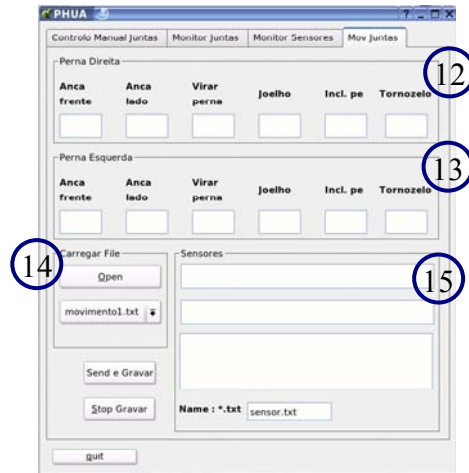 PHUA
Controlo Manual Juntas Monitor Juntas Monitor Sensores Mov Juntas
12
Perna Direita
Anca frente Anca lado Virar perna Joelho Incl. pe Tornozelo
13
Perna Esquerda
Anca frente Anca lado Virar perna Joelho Incl. pe Tornozelo
14
Carregar File
Open
movimento1.txt
Sensores
15
Send e Gravar
Stop Gravar
Name : *.txt sensor.txt
quit